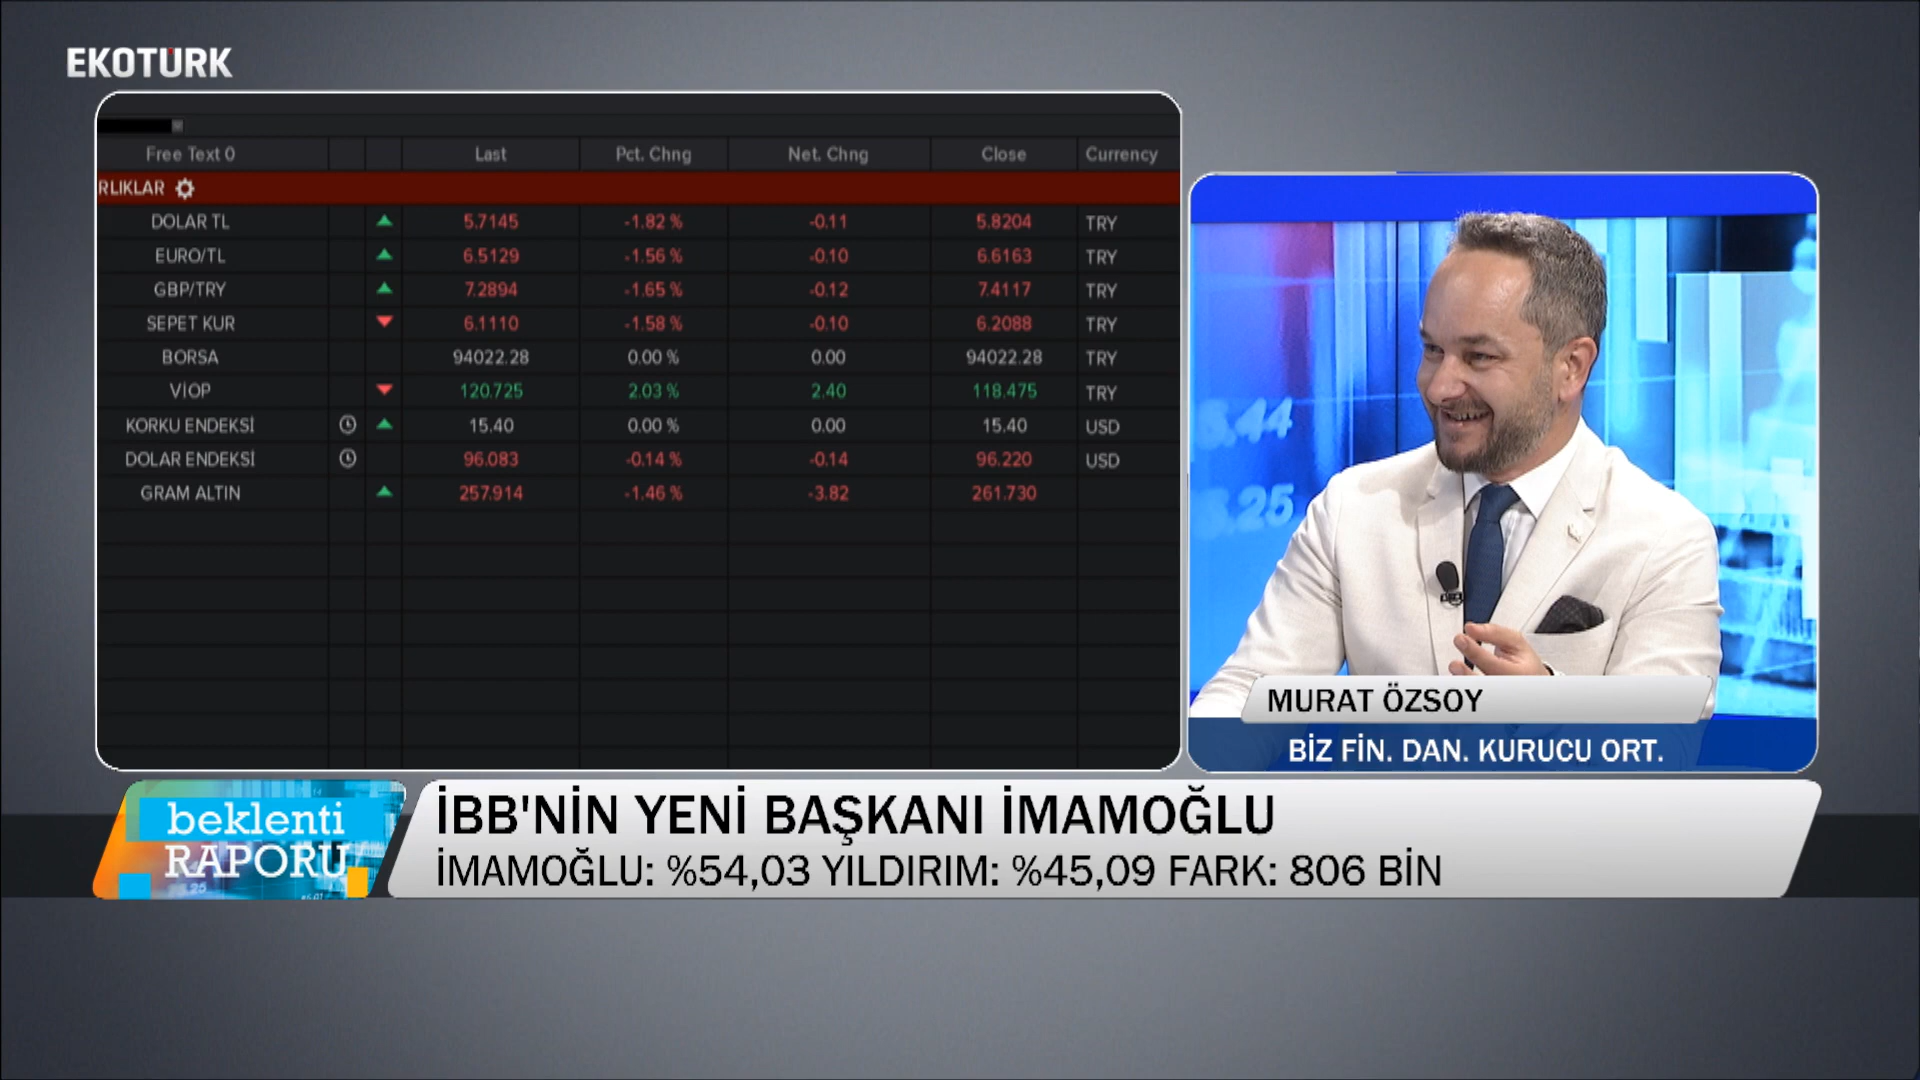 EKOTÜRK
Free Text 0 Last Pct. Chng Net. Chng Close Currency
RLIKLAR
DOLAR TL 5.7145 -1.82 % -0.11 5.8204 TRY
EURO/TL 6.5129 -1.56 % -0.10 6.6163 TRY
GBP/TRY 7.2894 -1.65 % -0.12 7.4117 TRY
SEPET KUR 6.1110 -1.58 % -0.10 6.2088 TRY
BORSA 94022.28 0.00 % 0.00 94022.28 TRY
VİOP 120.725 2.03 % 2.40 118.475 TRY
KORKU ENDEKSİ 15.40 0.00 % 0.00 15.40 USD
DOLAR ENDEKSİ 96.083 -0.14 % -0.14 96.220 USD
GRAM ALTIN 257.914 -1.46 % -3.82 261.730
MURAT ÖZSOY
BİZ FİN. DAN. KURUCU ORT.
beklenti
RAPORU
İBB'NİN YENİ BAŞKANI İMAMOĞLU
İMAMOĞLU: %54,03 YILDIRIM: %45,09 FARK: 806 BİN